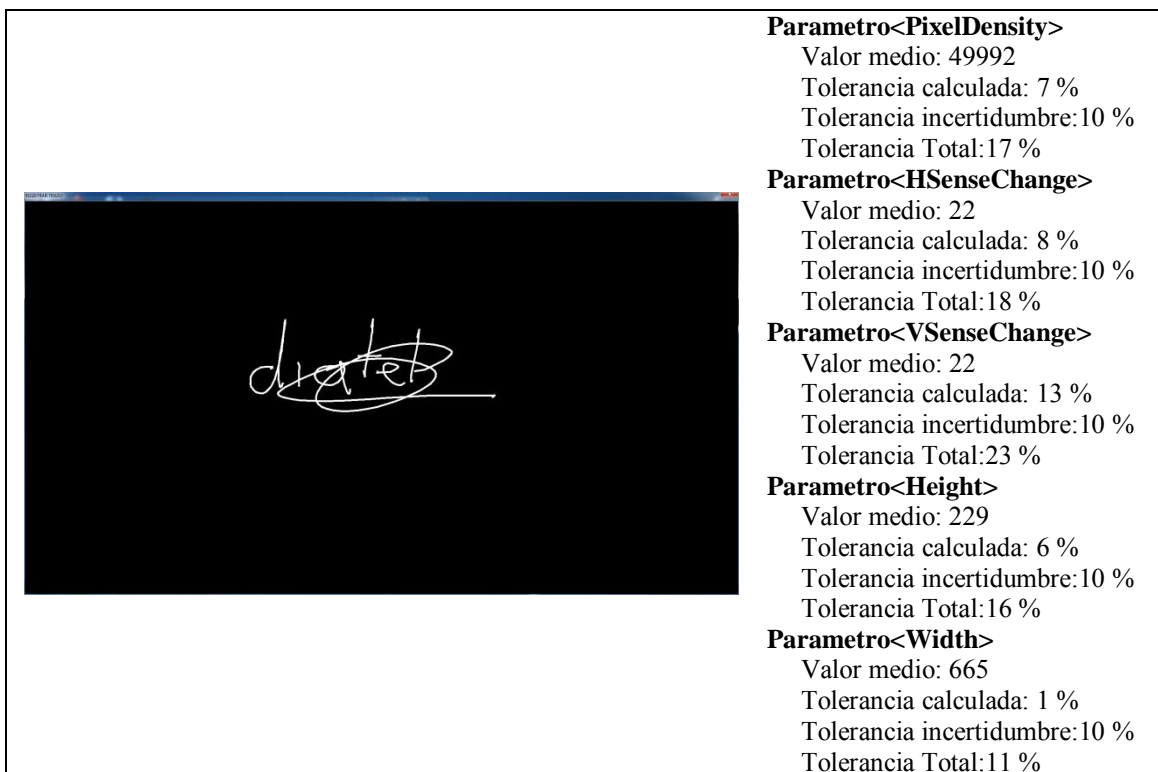 Parametro<PixelDensity>
Valor medio: 49992
Tolerancia calculada: 7 %
Tolerancia incertidumbre:10 %
Tolerancia Total:17 %
Parametro<HSenseChange>
Valor medio: 22
Tolerancia calculada: 8 %
Tolerancia incertidumbre:10 %
Tolerancia Total:18 %
Parametro<VSenseChange>
Valor medio: 22
Tolerancia calculada: 13 %
Tolerancia incertidumbre:10 %
Tolerancia Total:23 %
Parametro<Height>
Valor medio: 229
Tolerancia calculada: 6 %
Tolerancia incertidumbre:10 %
Tolerancia Total:16 %
Parametro<Width>
Valor medio: 665
Tolerancia calculada: 1 %
Tolerancia incertidumbre:10 %
Tolerancia Total:11 %
REGISTRAR TRAZO